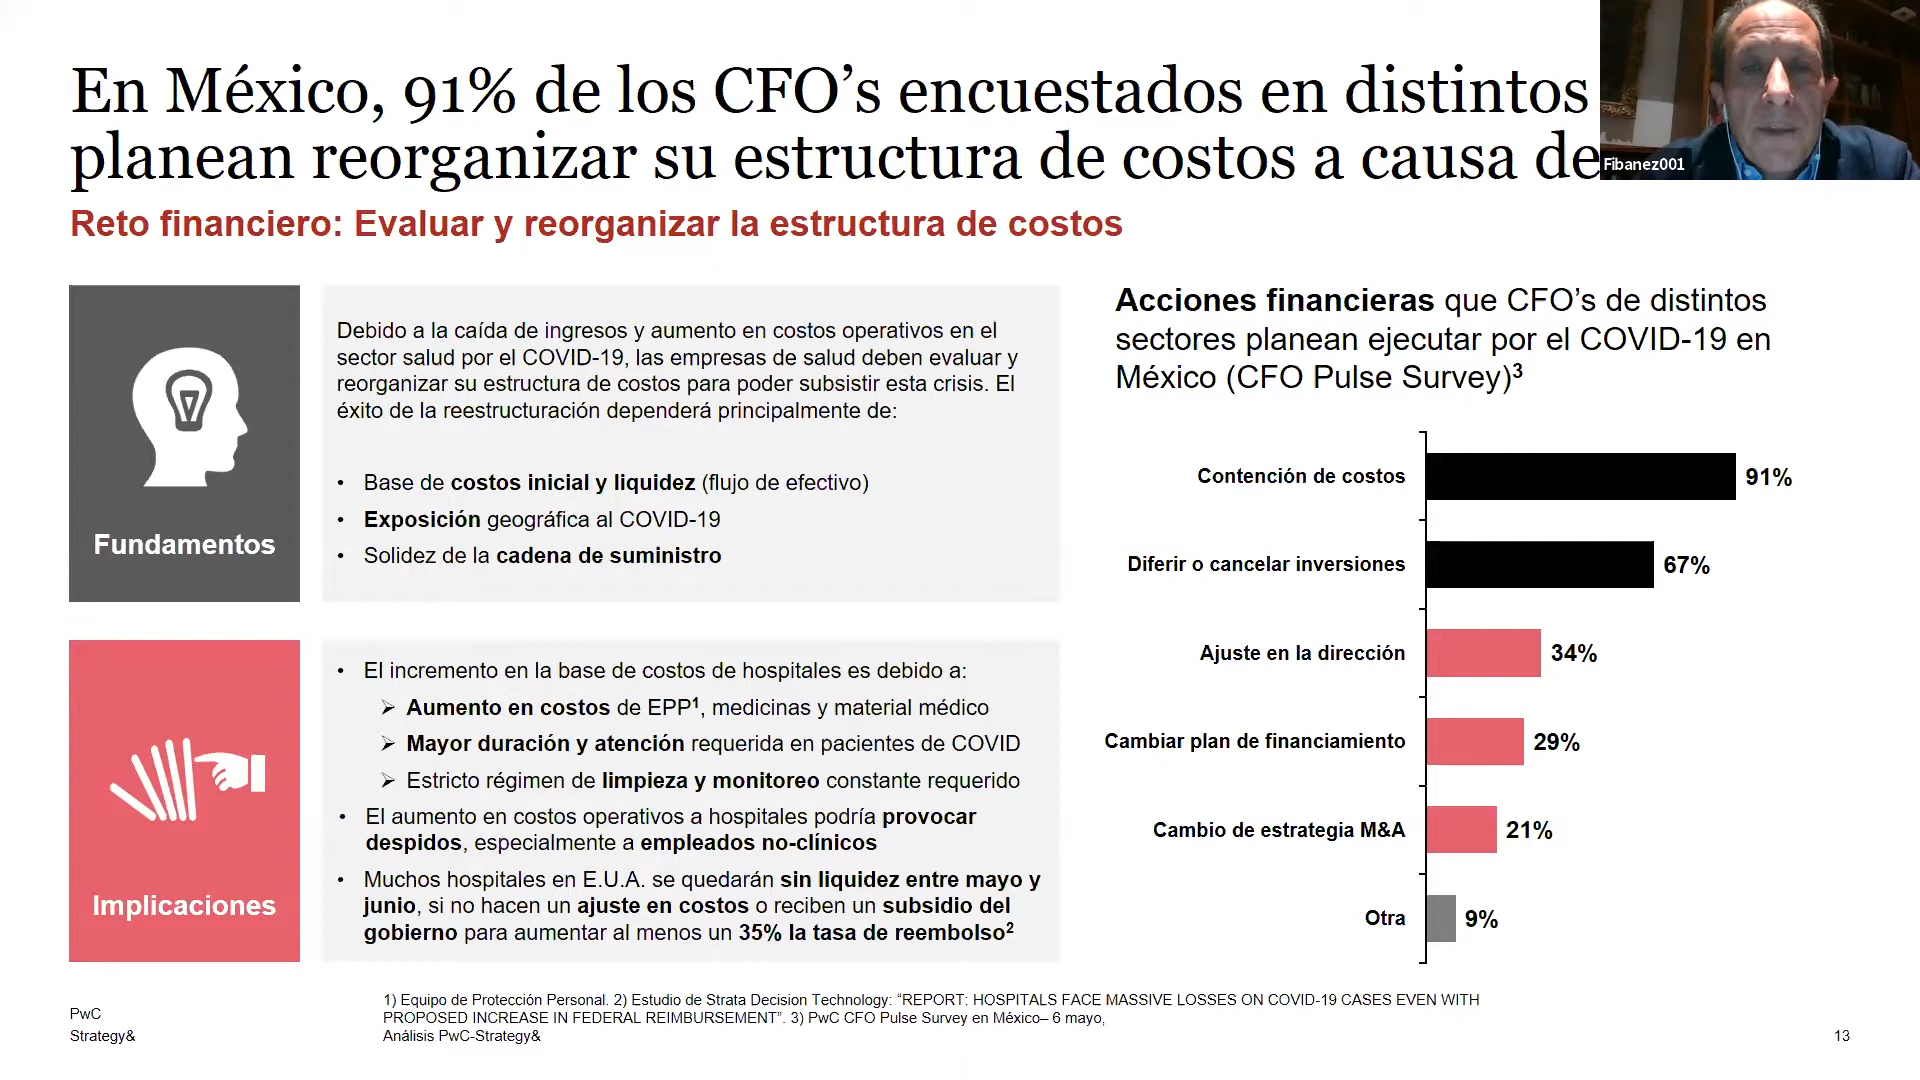 En México, 91% de los CFO’s encuestados en distintos
planean reorganizar su estructura de costos a causa de
Fibanez001
Reto financiero: Evaluar y reorganizar la estructura de costos
Fundamentos
Debido a la caída de ingresos y aumento en costos operativos en el
sector salud por el COVID-19, las empresas de salud deben evaluar y
reorganizar su estructura de costos para poder subsistir esta crisis. El
éxito de la reestructuración dependerá principalmente de:
• Base de costos inicial y liquidez (flujo de efectivo)
• Exposición geográfica al COVID-19
• Solidez de la cadena de suministro
Implicaciones
• El incremento en la base de costos de hospitales es debido a:
➢ Aumento en costos de EPP¹, medicinas y material médico
➢ Mayor duración y atención requerida en pacientes de COVID
➢ Estricto régimen de limpieza y monitoreo constante requerido
• El aumento en costos operativos a hospitales podría provocar
despidos, especialmente a empleados no-clínicos
• Muchos hospitales en E.U.A. se quedarán sin liquidez entre mayo y
junio, si no hacen un ajuste en costos o reciben un subsidio del
gobierno para aumentar al menos un 35% la tasa de reembolso²
Acciones financieras que CFO’s de distintos
sectores planean ejecutar por el COVID-19 en
México (CFO Pulse Survey)³
Contención de costos 91%
Diferir o cancelar inversiones 67%
Ajuste en la dirección 34%
Cambiar plan de financiamiento 29%
Cambio de estrategia M&A 21%
Otra 9%
1) Equipo de Protección Personal. 2) Estudio de Strata Decision Technology: “REPORT: HOSPITALS FACE MASSIVE LOSSES ON COVID-19 CASES EVEN WITH
PROPOSED INCREASE IN FEDERAL REIMBURSEMENT”. 3) PwC CFO Pulse Survey en México– 6 mayo,
Análisis PwC-Strategy&
PwC
Strategy&
13